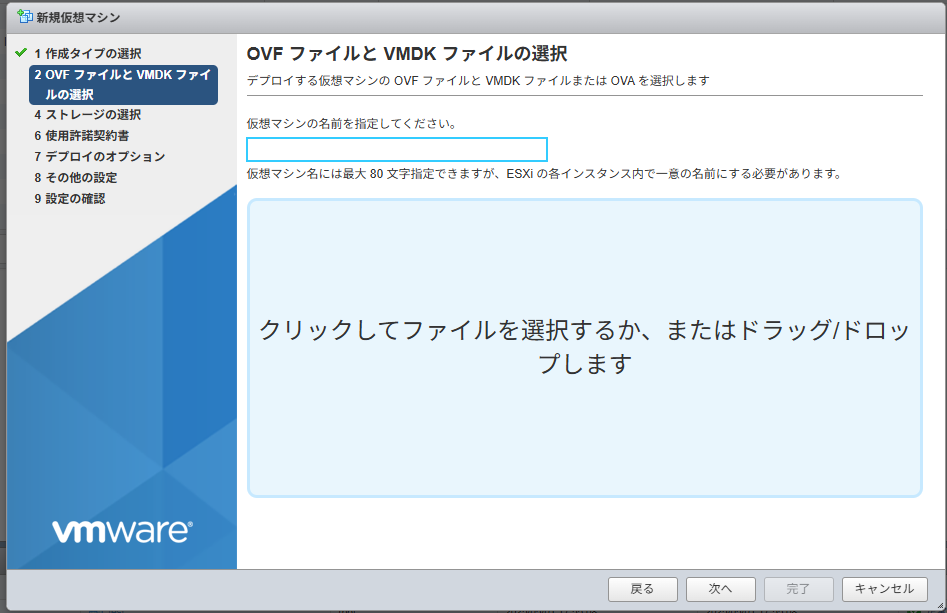 新規仮想マシン
1 作成タイプの選択
2 OVF ファイルと VMDK ファイ
ルの選択
4 ストレージの選択
6 使用許諾契約書
7 デプロイのオプション
8 その他の設定
9 設定の確認
vmware®
OVF ファイルと VMDK ファイルの選択
デプロイする仮想マシンの OVF ファイルと VMDK ファイルまたは OVA を選択します
仮想マシンの名前を指定してください。
仮想マシン名には最大 80 文字指定できますが、ESXi の各インスタンス内で一意の名前にする必要があります。
クリックしてファイルを選択するか、またはドラッグ/ドロッ
プします
戻る
次へ
完了
キャンセル